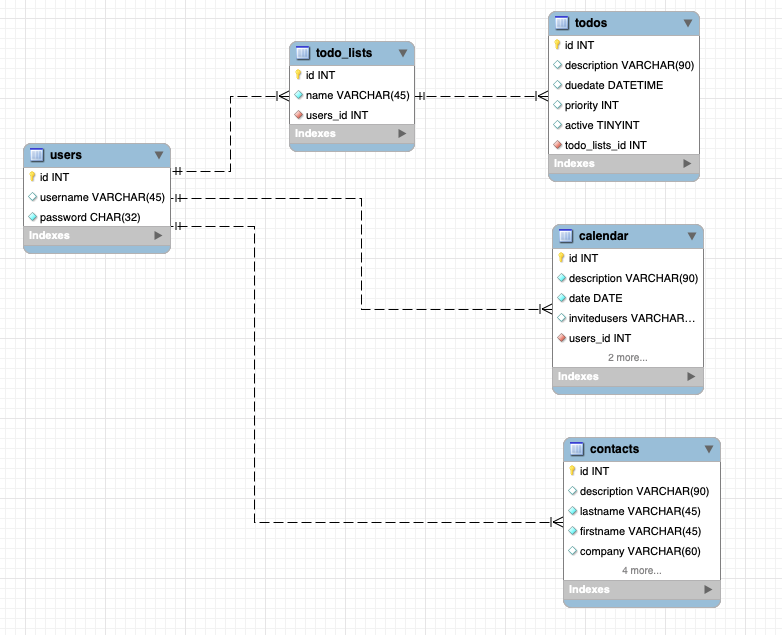 todos
id INT
description VARCHAR(90)
duedate DATETIME
priority INT
active TINYINT
todo_lists_id INT
Indexes
todo_lists
id INT
name VARCHAR(45)
users_id INT
Indexes
users
id INT
username VARCHAR(45)
password CHAR(32)
Indexes
calendar
id INT
description VARCHAR(90)
date DATE
invitedusers VARCHAR...
users_id INT
2 more...
Indexes
contacts
id INT
description VARCHAR(90)
lastname VARCHAR(45)
firstname VARCHAR(45)
company VARCHAR(60)
4 more...
Indexes